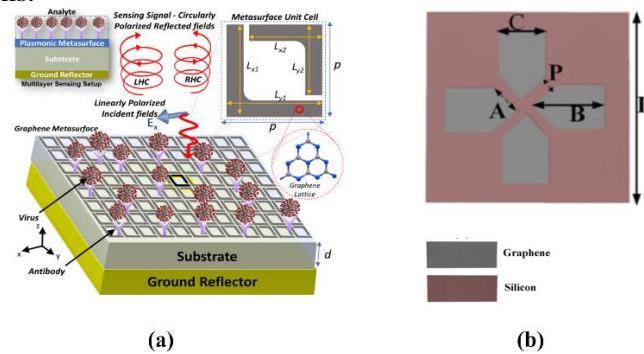 Analyte
Plasmonic Metasurface
Substrate
Ground Reflector
Multilayer Sensing Setup
Sensing Signal - Circularly
Polarized Reflected fields
LHC
RHC
Linearly Polarized
Incident fields
Ex
Metasurface Unit Cell
Lx2
Lx1
Ly2
Ly1
p
p
Graphene Metasurface
Graphene
Lattice
Virus
Antibody
z
x
y
Substrate
d
Ground Reflector
(a)
C
P
A
B
Graphene
Silicon
(b)